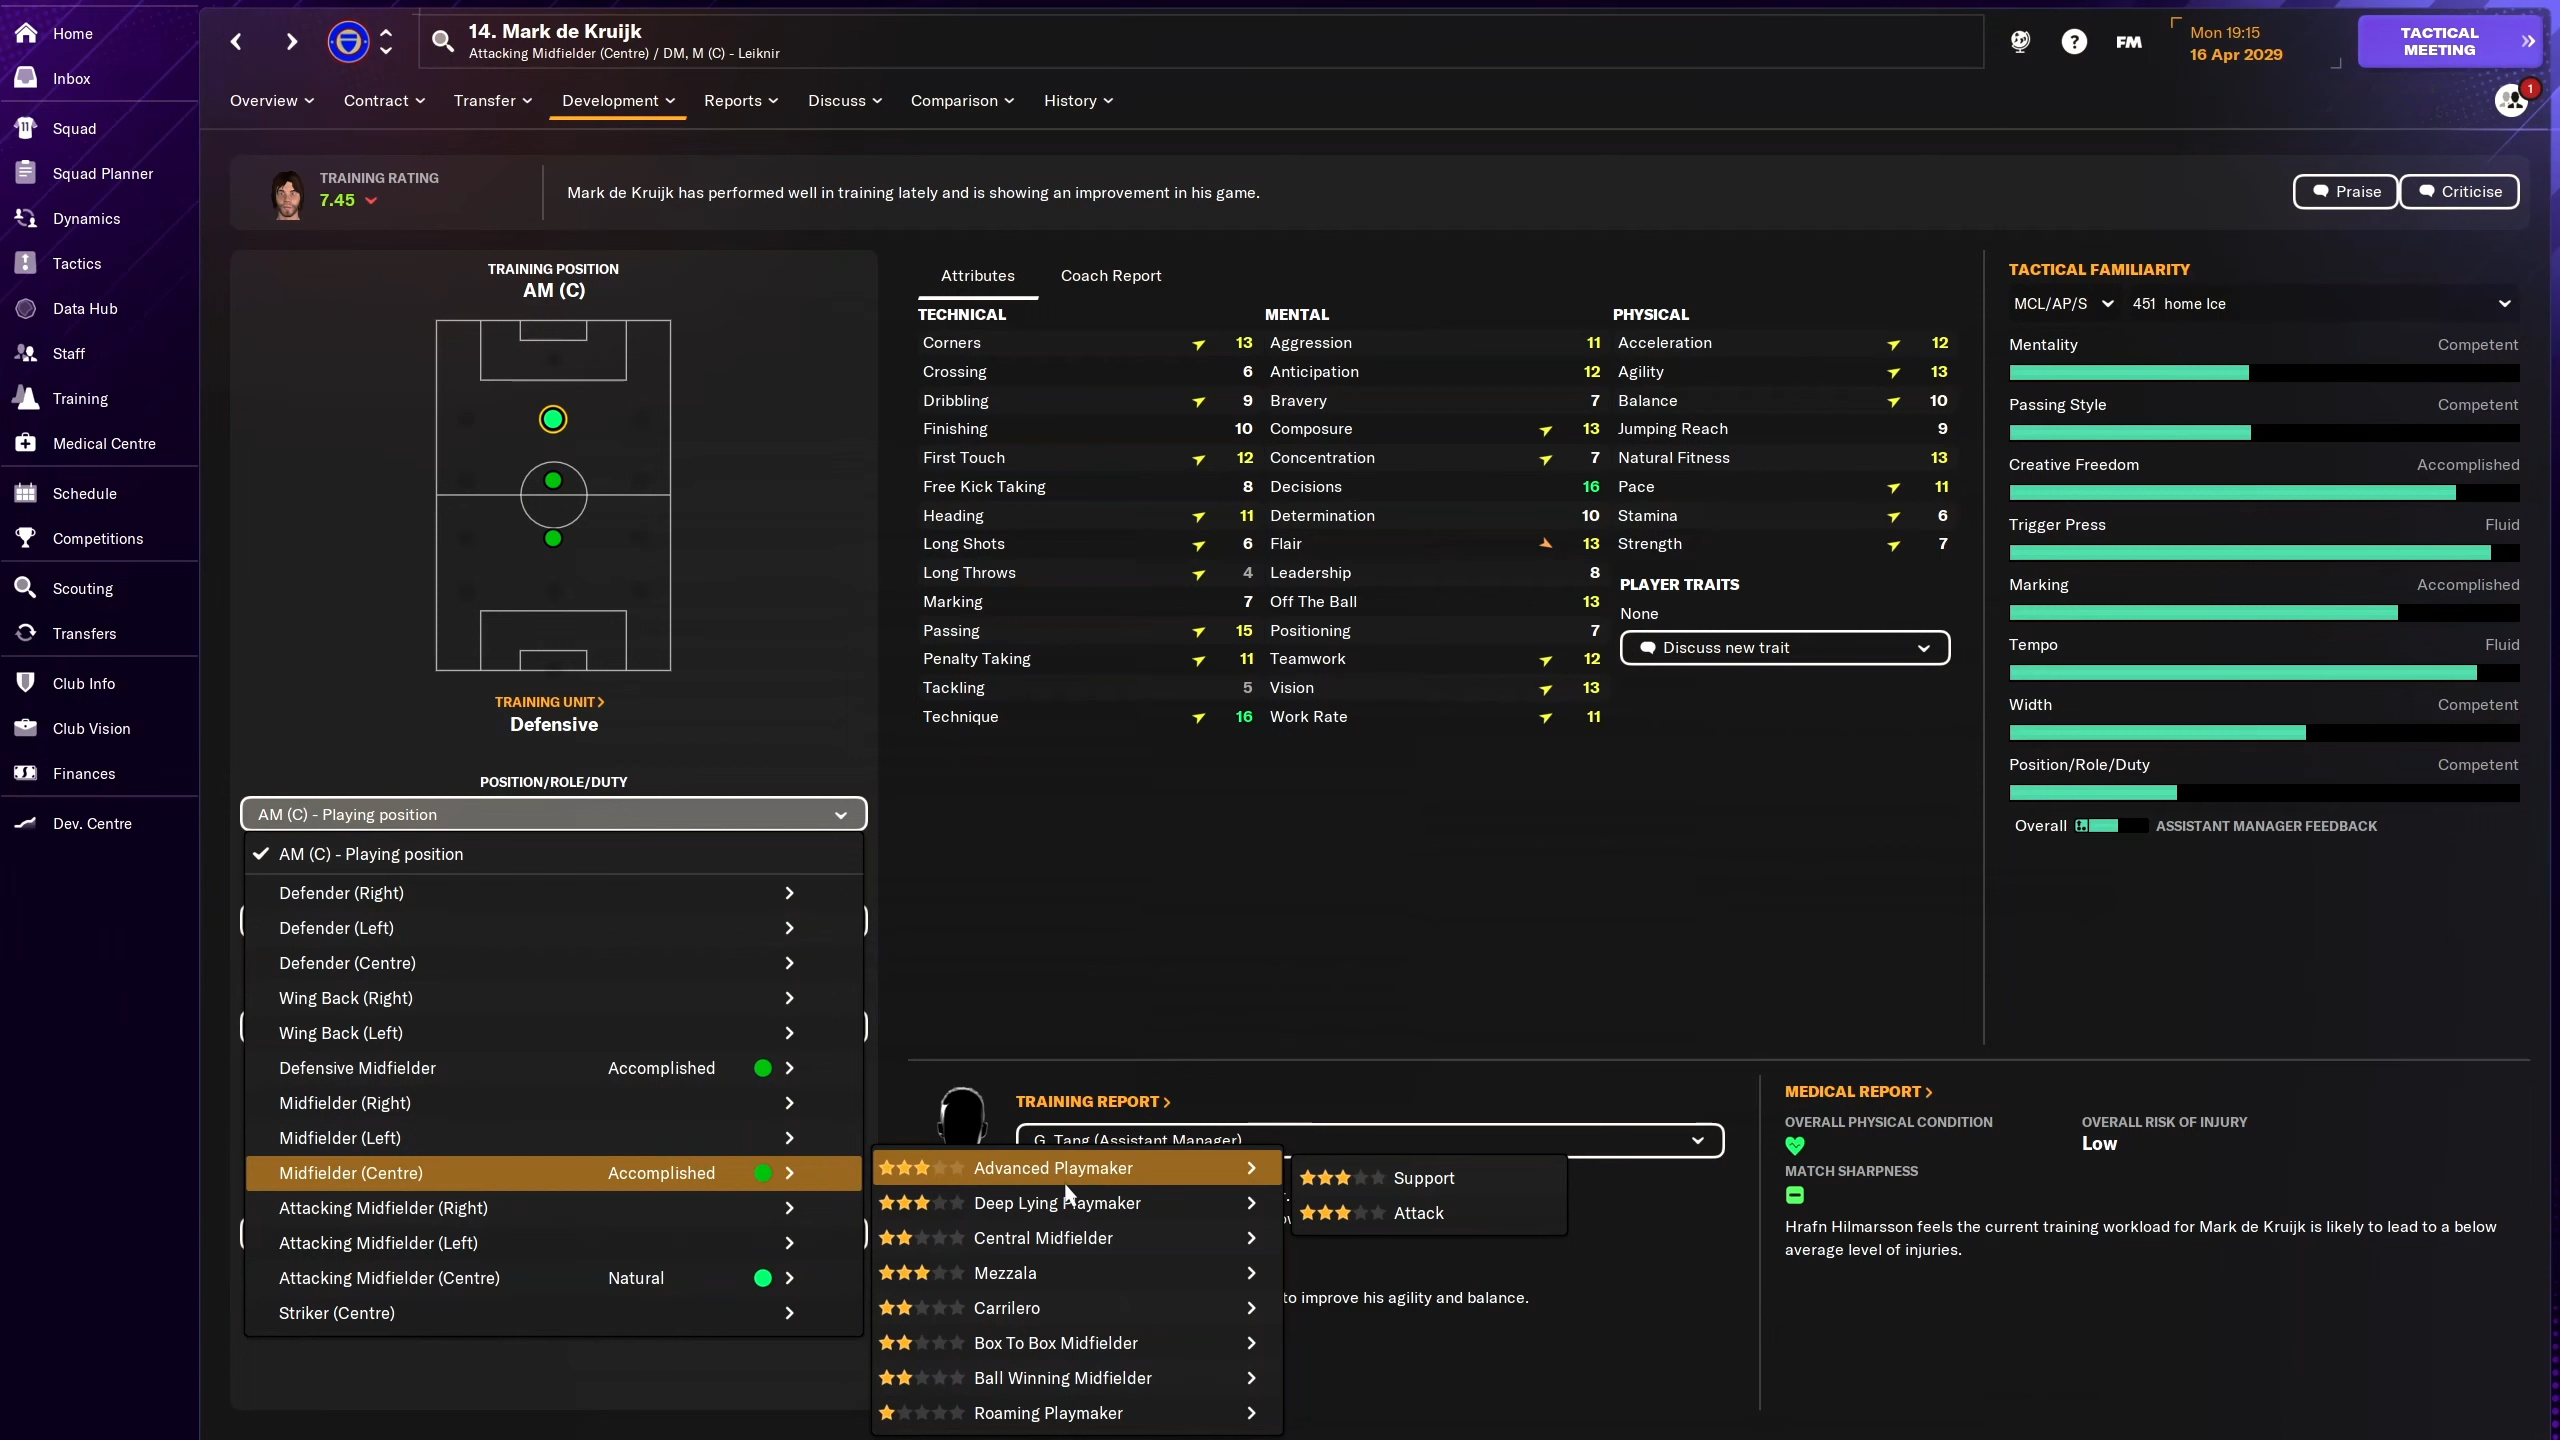 Home
Inbox
Squad
Squad Planner
Dynamics
Tactics
Data Hub
Staff
Training
Medical Centre
Schedule
Competitions
Scouting
Transfers
Club Info
Club Vision
Finances
Dev. Centre
14. Mark de Kruijk
Attacking Midfielder (Centre) / DM, M (C) - Leiknir
?
FM
Mon 19:15
16 Apr 2029
TACTICAL
MEETING
1
Overview
Contract
Transfer
Development
Reports
Discuss
Comparison
History
TRAINING RATING
7.45
Mark de Kruijk has performed well in training lately and is showing an improvement in his game.
Praise
Criticise
TRAINING POSITION
AM (C)
TRAINING UNIT
Defensive
POSITION/ROLE/DUTY
AM (C) - Playing position
AM (C) - Playing position
Defender (Right)
Defender (Left)
Defender (Centre)
Wing Back (Right)
Wing Back (Left)
Defensive Midfielder Accomplished
Midfielder (Right)
Midfielder (Left)
Midfielder (Centre) Accomplished
Attacking Midfielder (Right)
Attacking Midfielder (Left)
Attacking Midfielder (Centre) Natural
Striker (Centre)
Advanced Playmaker
Deep Lying Playmaker
Central Midfielder
Mezzala
Carrilero
Box To Box Midfielder
Ball Winning Midfielder
Roaming Playmaker
Support
Attack
Attributes
Coach Report
TECHNICAL
Corners 13
Crossing 6
Dribbling 9
Finishing 10
First Touch 12
Free Kick Taking 8
Heading 11
Long Shots 6
Long Throws 4
Marking 7
Passing 15
Penalty Taking 11
Tackling 5
Technique 16
MENTAL
Aggression 11
Anticipation 12
Bravery 7
Composure 13
Concentration 7
Decisions 16
Determination 10
Flair 13
Leadership 8
Off The Ball 13
Positioning 7
Teamwork 12
Vision 13
Work Rate 11
PHYSICAL
Acceleration 12
Agility 13
Balance 10
Jumping Reach 9
Natural Fitness 13
Pace 11
Stamina 6
Strength 7
PLAYER TRAITS
None
Discuss new trait
TACTICAL FAMILIARITY
MCL/AP/S
451 home Ice
Mentality Competent
Passing Style Competent
Creative Freedom Accomplished
Trigger Press Fluid
Marking Accomplished
Tempo Fluid
Width Competent
Position/Role/Duty Competent
Overall
ASSISTANT MANAGER FEEDBACK
TRAINING REPORT
G. Tang (Assistant Manager)
to improve his agility and balance.
MEDICAL REPORT
OVERALL PHYSICAL CONDITION
OVERALL RISK OF INJURY
Low
MATCH SHARPNESS
Hrafn Hilmarsson feels the current training workload for Mark de Kruijk is likely to lead to a below
average level of injuries.